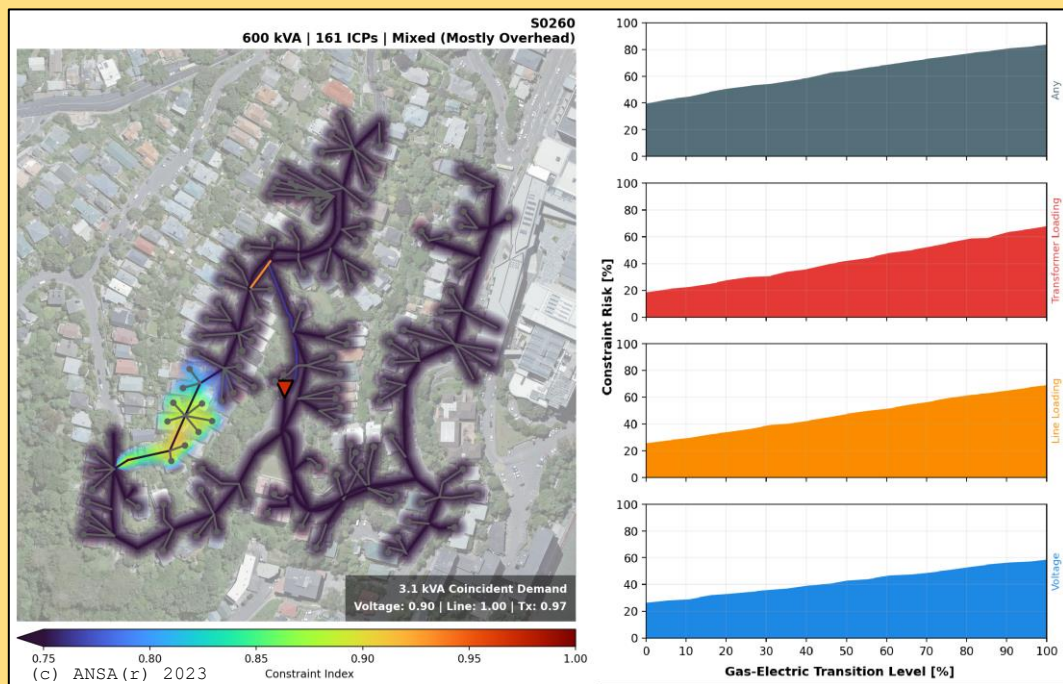 S0260
600 kVA | 161 ICPs | Mixed (Mostly Overhead)
3.1 kVA Coincident Demand
Voltage: 0.90 | Line: 1.00 | Tx: 0.97
0.75 0.80 0.85 0.90 0.95 1.00
(c) ANSA(r) 2023
Constraint Index
Constraint Risk [%]
100
80
60
40
20
0
Any
100
80
60
40
20
0
Transformer Loading
100
80
60
40
20
0
Line Loading
100
80
60
40
20
0
Voltage
0 10 20 30 40 50 60 70 80 90 100
Gas-Electric Transition Level [%]